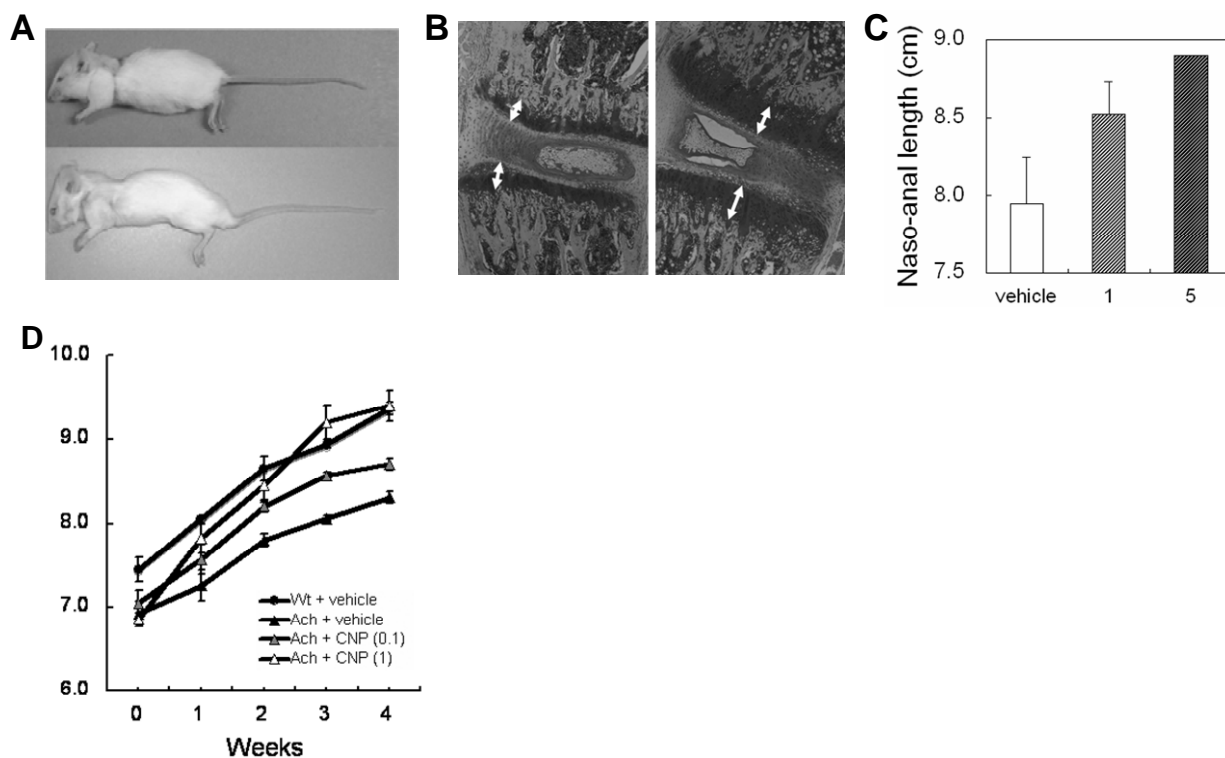 A
B
C
Naso-anal length (cm)
9.0
8.5
8.0
7.5
vehicle 1 5
D
10.0
9.0
8.0
7.0
6.0
Wt + vehicle
Ach + vehicle
Ach + CNP (0.1)
Ach + CNP (1)
0 1 2 3 4
Weeks